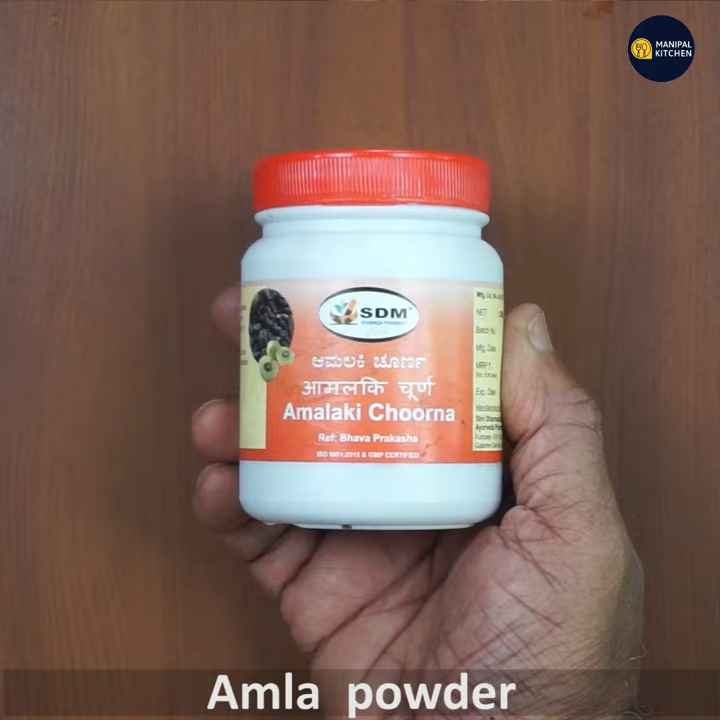 MANIPAL
KITCHEN
SDM™
ಆಮಲಕಿ ಚೂರ್ಣ
आमलकि चूर्ण
Amalaki Choorna
Ref: Bhava Prakasha
ISO 9001:2015 & GMP CERTIFIED
NET
Batch No.
Mfg. Date
MRP
Exp. Date
Amla powder